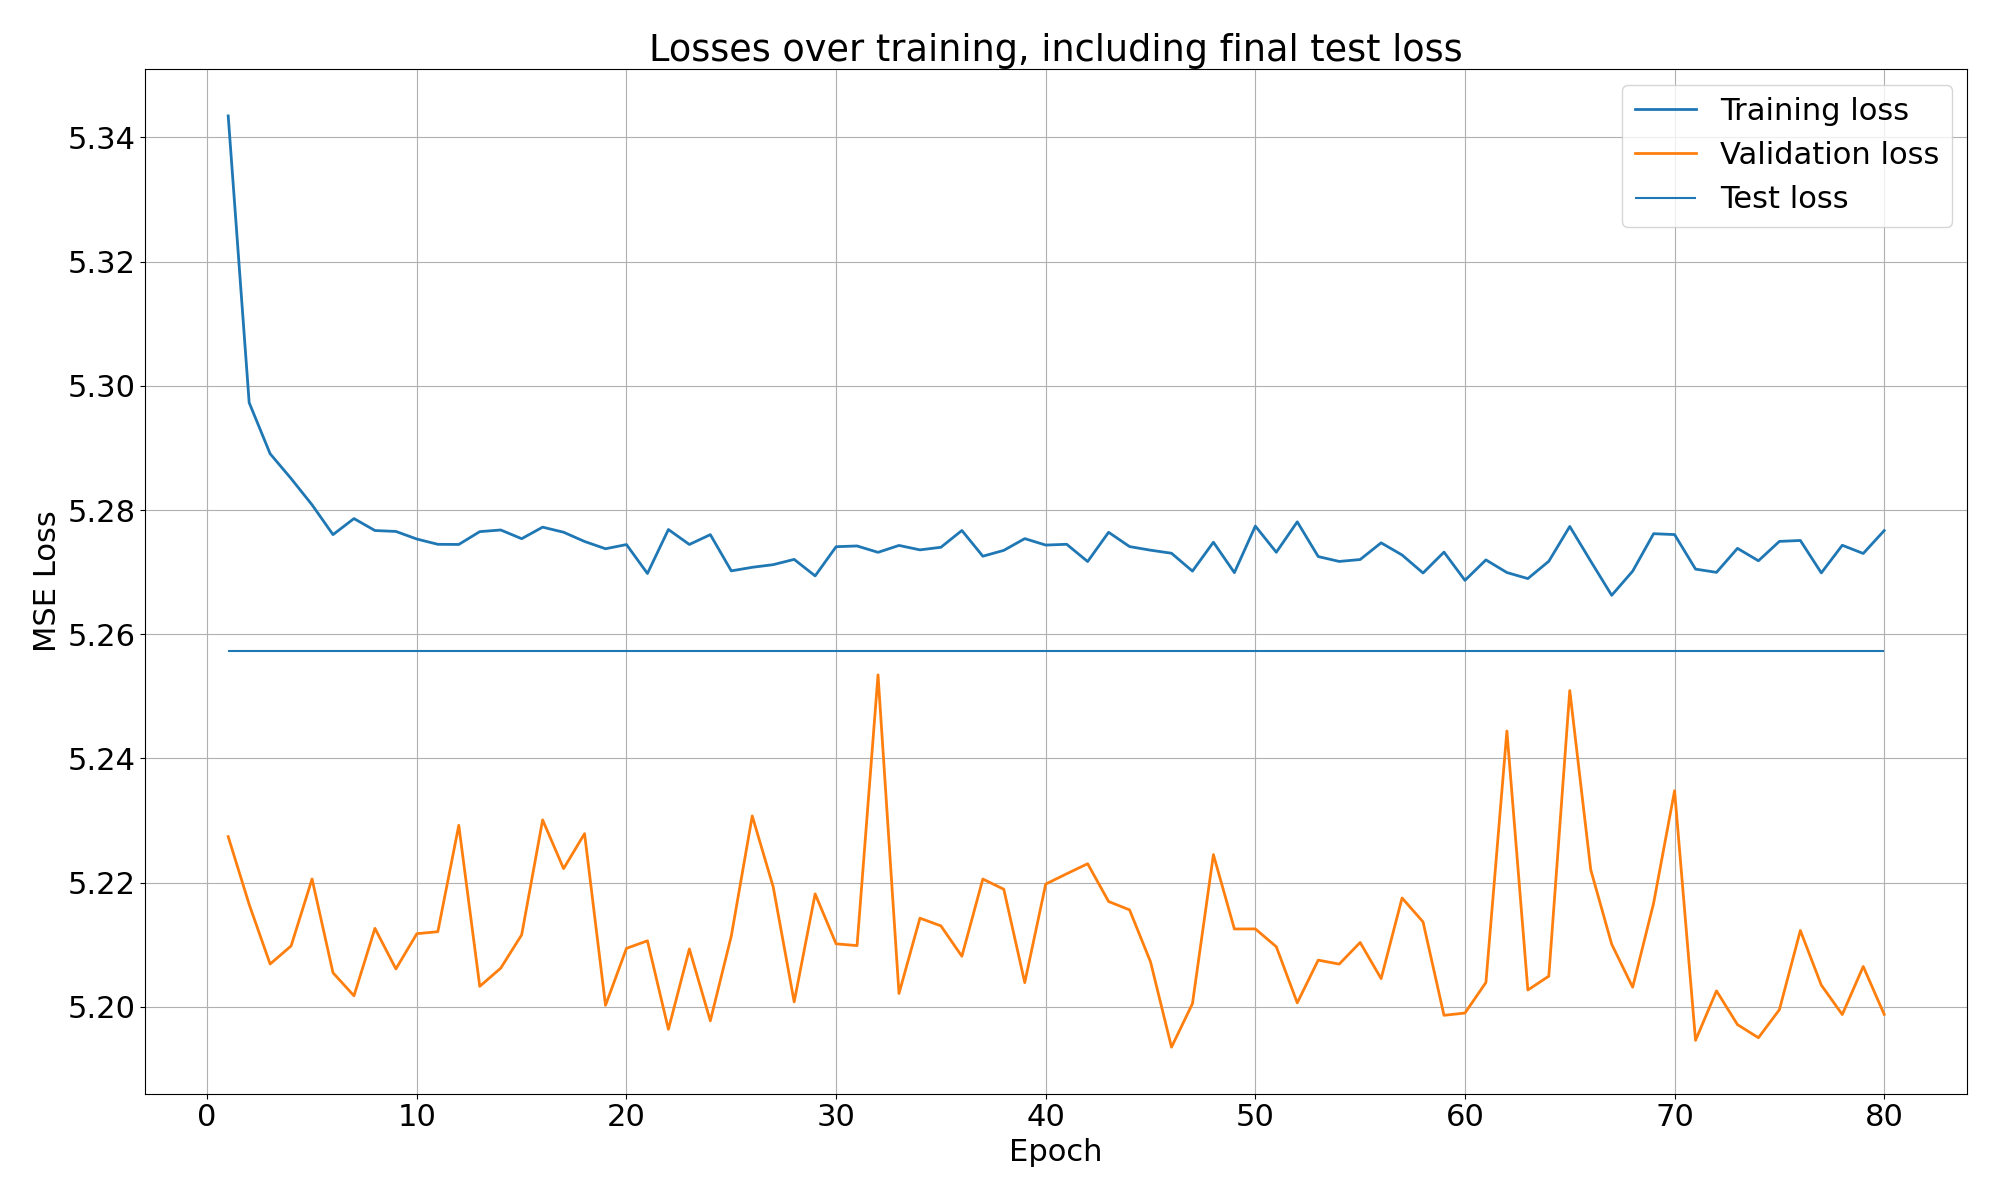 Losses over training, including final test loss
Training loss
Validation loss
Test loss
MSE Loss
5.34
5.32
5.30
5.28
5.26
5.24
5.22
5.20
0 10 20 30 40 50 60 70 80
Epoch